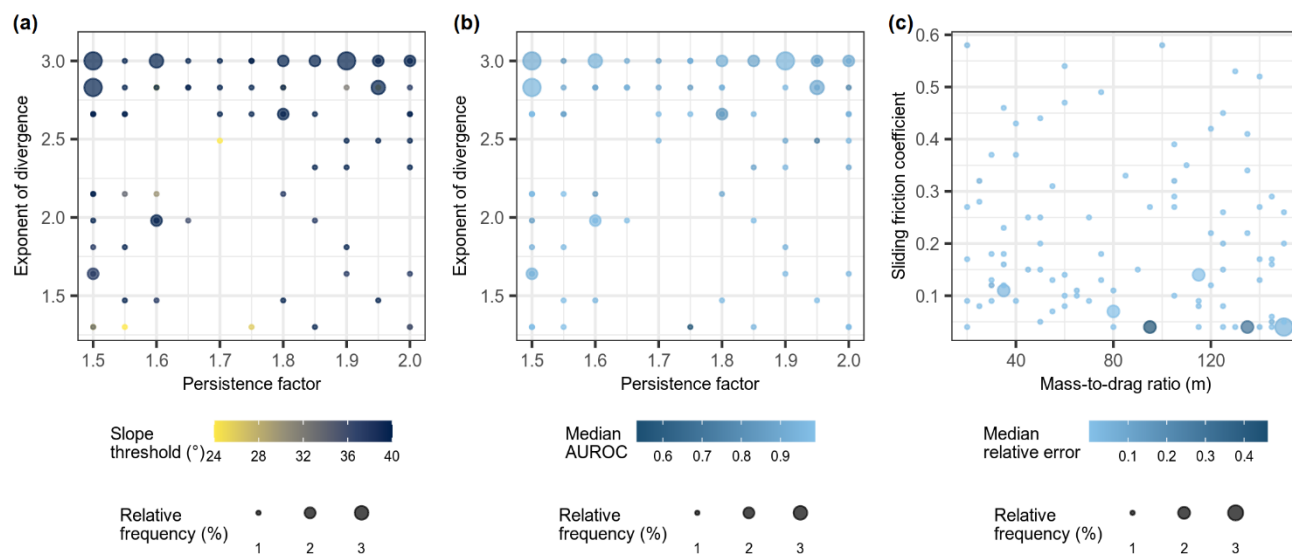 (a)
Exponent of divergence
3.0
2.5
2.0
1.5
1.5 1.6 1.7 1.8 1.9 2.0
Persistence factor
Slope
threshold (°)
24 28 32 36 40
Relative
frequency (%)
1 2 3
(b)
Exponent of divergence
3.0
2.5
2.0
1.5
1.5 1.6 1.7 1.8 1.9 2.0
Persistence factor
Median
AUROC
0.6 0.7 0.8 0.9
Relative
frequency (%)
1 2 3
(c)
Sliding friction coefficient
0.6
0.5
0.4
0.3
0.2
0.1
40 80 120
Mass-to-drag ratio (m)
Median
relative error
0.1 0.2 0.3 0.4
Relative
frequency (%)
1 2 3